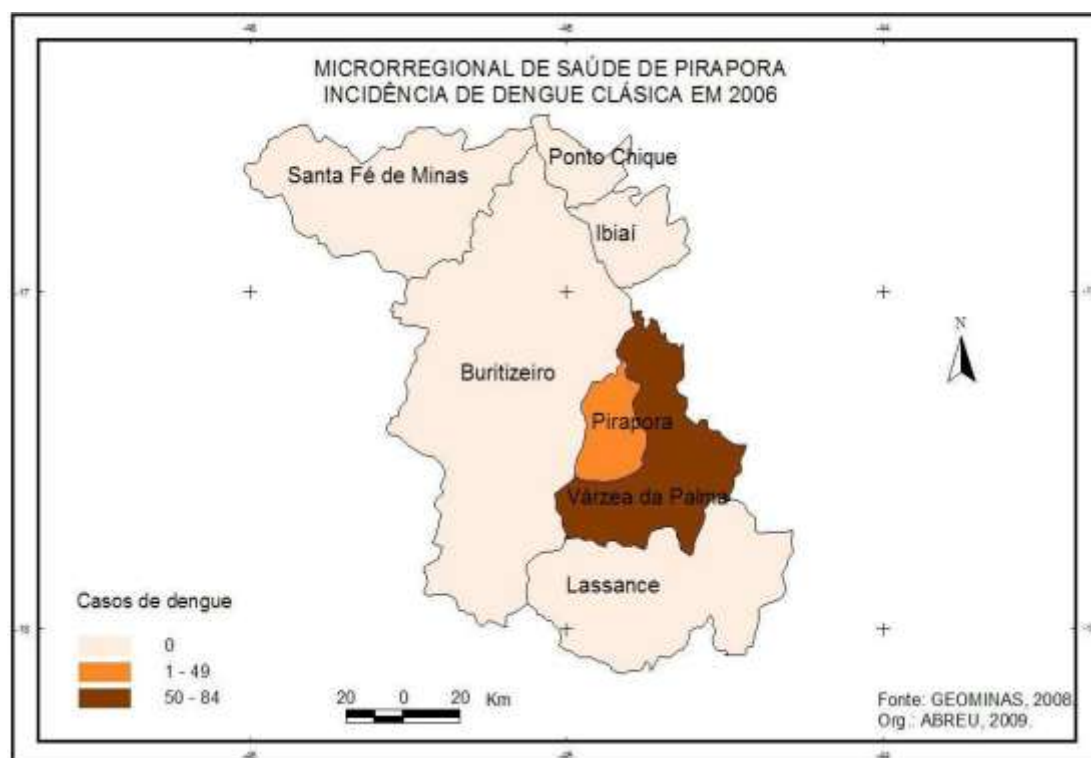 MICRORREGIONAL DE SAÚDE DE PIRAPORA
INCIDÊNCIA DE DENGUE CLÁSICA EM 2006
Ponto Chique
Santa Fé de Minas
Ibiaí
Buritizeiro
Pirapora
Várzea da Palma
Lassance
Casos de dengue
0
1 - 49
50 - 84
20 0 20 Km
N
Fonte: GEOMINAS, 2008.
Org.: ABREU, 2009.